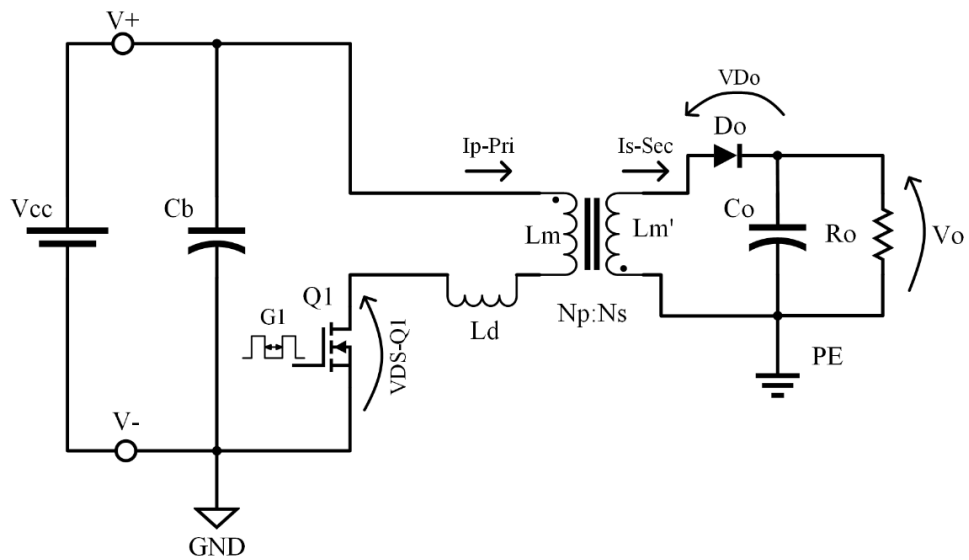 V+
VDo
Do
Ip-Pri
Is-Sec
Vcc
Cb
Lm
Lm'
Co
Ro
Vo
Q1
G1
VDS-Q1
Ld
Np:Ns
PE
V-
GND